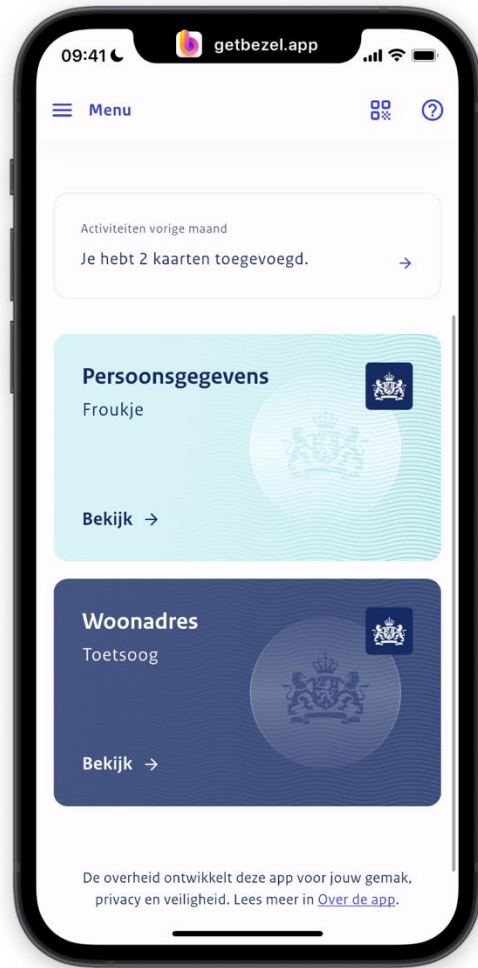 09:41
getbezel.app
Menu
Activiteiten vorige maand
Je hebt 2 kaarten toegevoegd.
Persoonsgegevens
Froukje
Bekijk →
Woonadres
Toetsoog
Bekijk →
De overheid ontwikkelt deze app voor jouw gemak,
privacy en veiligheid. Lees meer in Over de app.